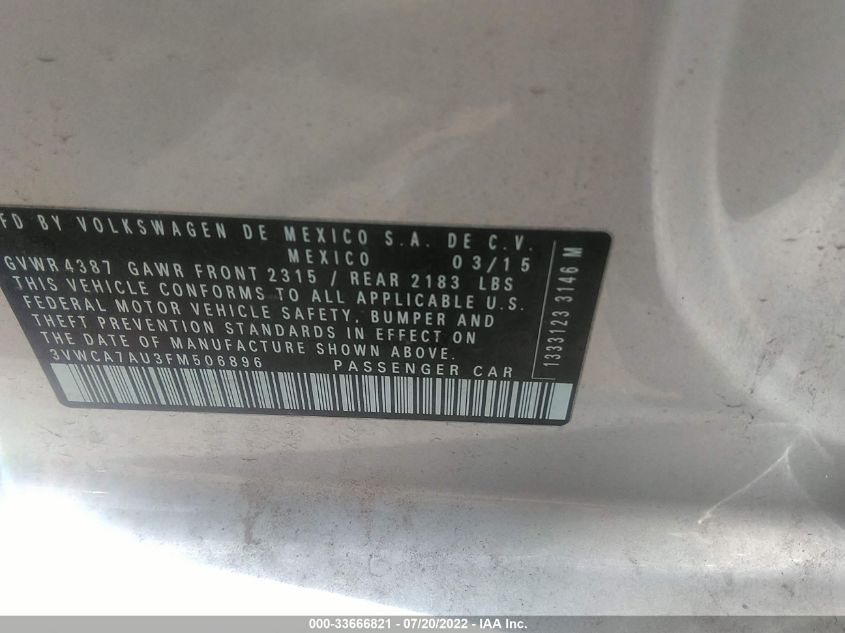 FD BY VOLKSWAGEN DE MEXICO S.A. DE C.V.
MEXICO 03/15
GVWR 4387 GAWR FRONT 2315 / REAR 2183 LBS
THIS VEHICLE CONFORMS TO ALL APPLICABLE U.S.
FEDERAL MOTOR VEHICLE SAFETY, BUMPER AND
THEFT PREVENTION STANDARDS IN EFFECT ON
THE DATE OF MANUFACTURE SHOWN ABOVE.
3VWCA7AU3FM506896 PASSENGER CAR
1333123 3146 M
000-33666821 - 07/20/2022 - IAA Inc.